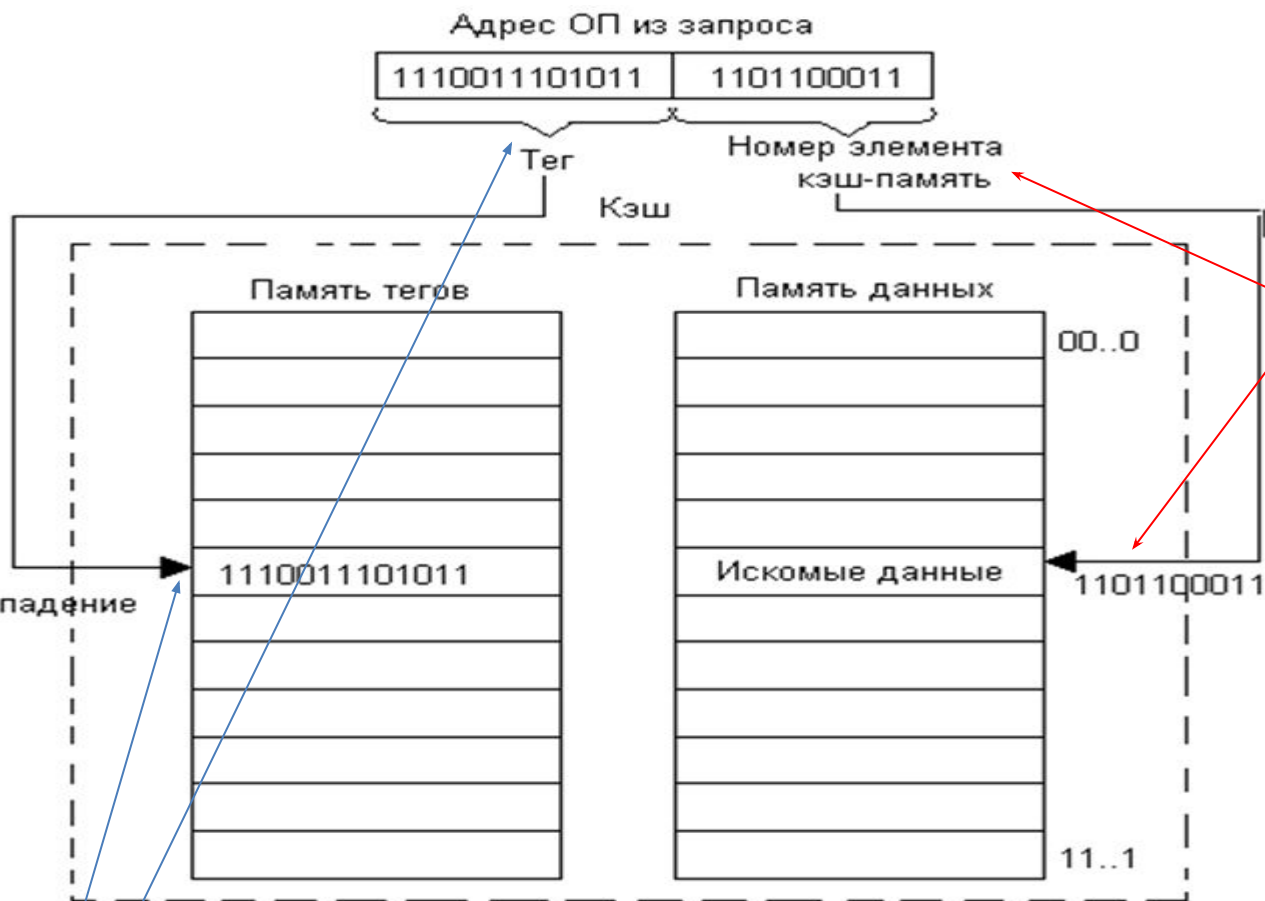 Адрес ОП из запроса
1110011101011 1101100011
Тег
Номер элемента
кэш-память
Кэш
Память тегов
Память данных
00..0
1110011101011
Искомые данные
падение
1101100011
11..1